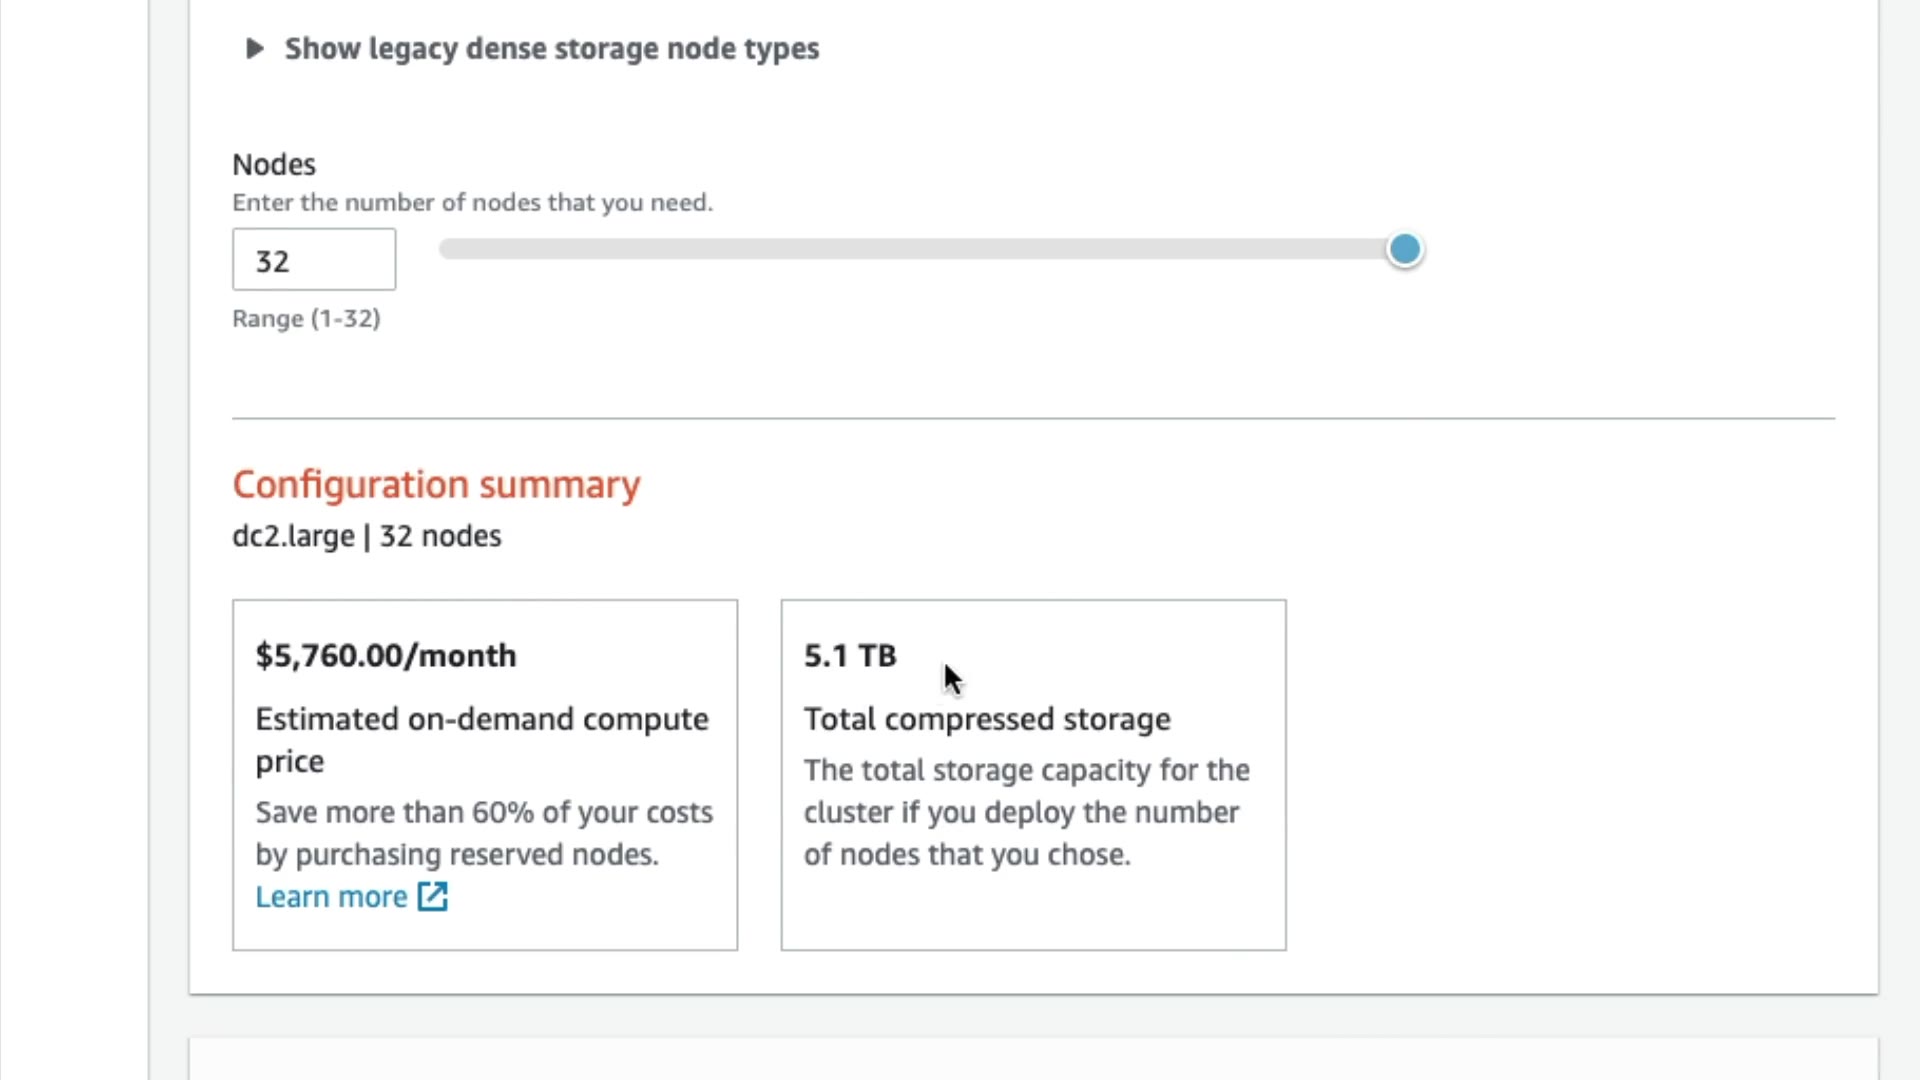 Show legacy dense storage node types
Nodes
Enter the number of nodes that you need.
32
Range (1-32)
Configuration summary
dc2.large | 32 nodes
$5,760.00/month
Estimated on-demand compute
price
Save more than 60% of your costs
by purchasing reserved nodes.
Learn more
5.1 TB
Total compressed storage
The total storage capacity for the
cluster if you deploy the number
of nodes that you chose.